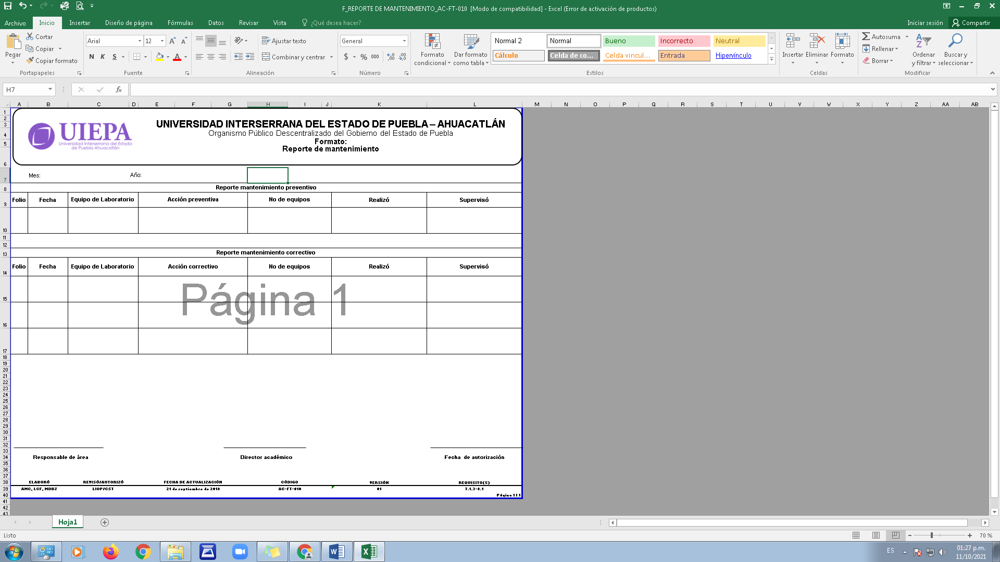 F_REPORTE DE MANTENIMIENTO_AC-FT-010 [Modo de compatibilidad] - Excel (Error de activación de productos)
Archivo Inicio Insertar Diseño de página Fórmulas Datos Revisar Vista ¿Qué desea hacer? Iniciar sesión Compartir
Pegar Cortar Copiar Copiar formato
Arial 12 N K S
Ajustar texto Combinar y centrar
General $ % 000
Formato condicional Dar formato como tabla
Normal 2 Normal Bueno Incorrecto Neutral
Cálculo Celda de co... Celda vincul... Entrada Hipervínculo
Insertar Eliminar Formato
Autosuma Rellenar Borrar Ordenar y filtrar Buscar y seleccionar
Portapapeles Fuente Alineación Número Estilos Celdas Modificar
H7 fx
A B C D E F G H I J K L M N O P Q R S T U V W X Y Z AA AB
1 2 3 4 5 6 7 8 9 10 11 12 13 14 15 16 17 18 19 20 21 22 23 24 25 26 27 28 29 30 31 32 33 34 35 36 37 38 39 40 41 42 43
UIEPA
Universidad Interserrana del Estado
de Puebla Ahuacatlán
UNIVERSIDAD INTERSERRANA DEL ESTADO DE PUEBLA – AHUACATLÁN
Organismo Público Descentralizado del Gobierno del Estado de Puebla
Formato:
Reporte de mantenimiento
Mes: Año:
Reporte mantenimiento preventivo
Folio Fecha Equipo de Laboratorio Acción preventiva No de equipos Realizó Supervisó
Reporte mantenimiento correctivo
Folio Fecha Equipo de Laboratorio Acción correctivo No de equipos Realizó Supervisó
Página 1
Responsable de área Director académico Fecha de autorización
ELABORÓ REVISÓ/AUTORIZÓ FECHA DE ACTUALIZACIÓN CÓDIGO VERSIÓN REQUISITO(S)
AMC, LCF, MDBZ LIOP/CST 21 de septiembre de 2018 AC-FT-010 01 7.1.3-8.1
Página 1 | 1
Hoja1
Listo 70 %
ES 01:27 p.m.
11/10/2021